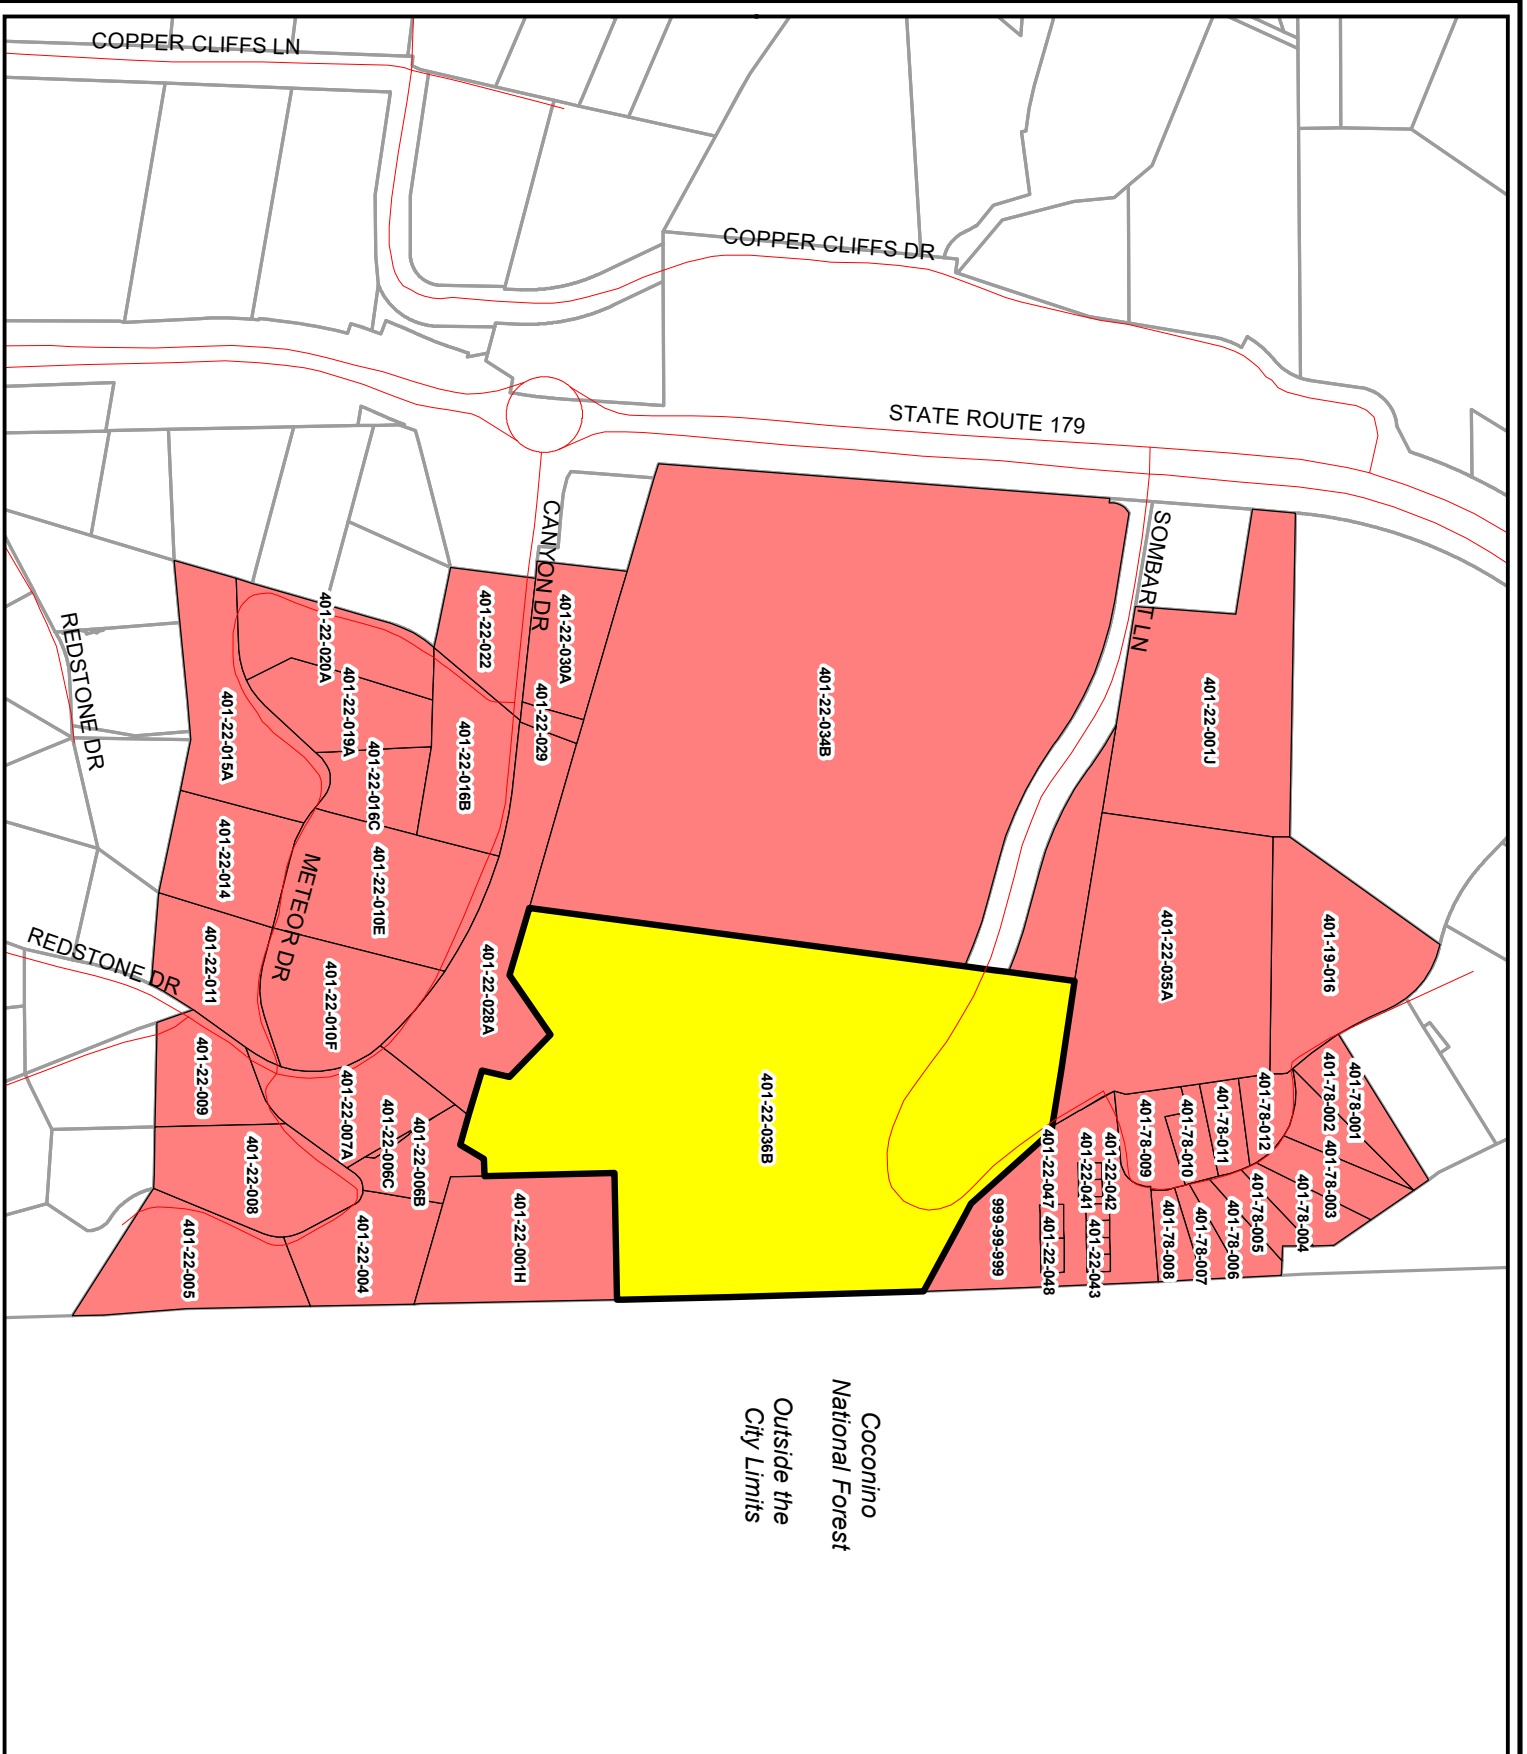 COPPER CLIFFS LN
COPPER CLIFFS DR
STATE ROUTE 179
CANYON DR
SOMBART LN
REDSTONE DR
METEOR DR
REDSTONE DR
401-22-022
401-22-030A
401-22-029
401-22-020A
401-22-019A
401-22-015A
401-22-016B
401-22-016C
401-22-034B
401-22-001J
401-22-014
401-22-010E
401-22-011
401-22-010F
401-22-028A
401-22-035A
401-19-016
401-22-009
401-22-007A
401-22-006C
401-22-006B
401-22-036B
401-22-008
401-22-005
401-22-004
401-22-001H
999-99-999
401-22-047
401-22-048
401-22-041
401-22-042
401-22-043
401-78-009
401-78-010
401-78-011
401-78-012
401-78-002
401-78-001
401-78-003
401-78-004
401-78-005
401-78-006
401-78-007
401-78-008
Coconino
National Forest
Outside the
City Limits